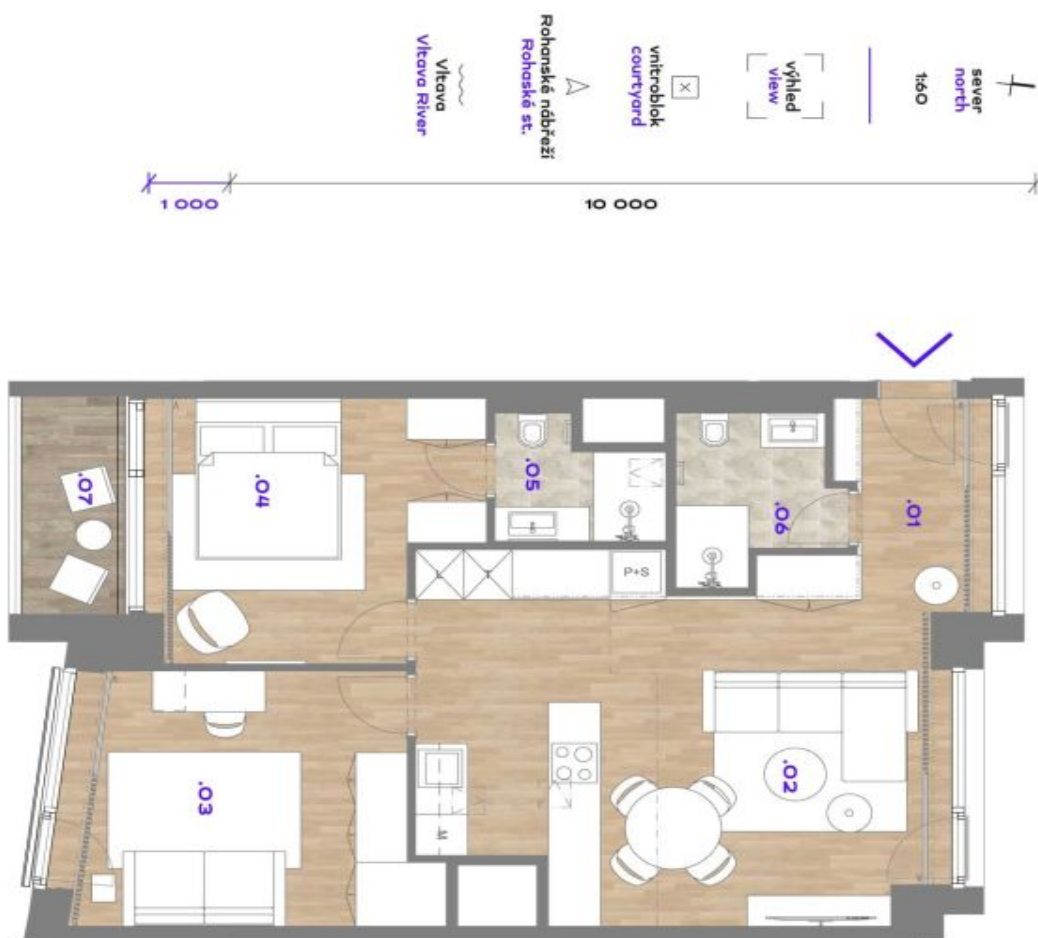 sever
north
1:60
výhled
view
vnitroblok
courtyard
Rohanské nábřeží
Rohaské st.
Vltava
Vltava River
1 000
10 000
.01
.02
.03
.04
.05
.06
.07
P+S
M